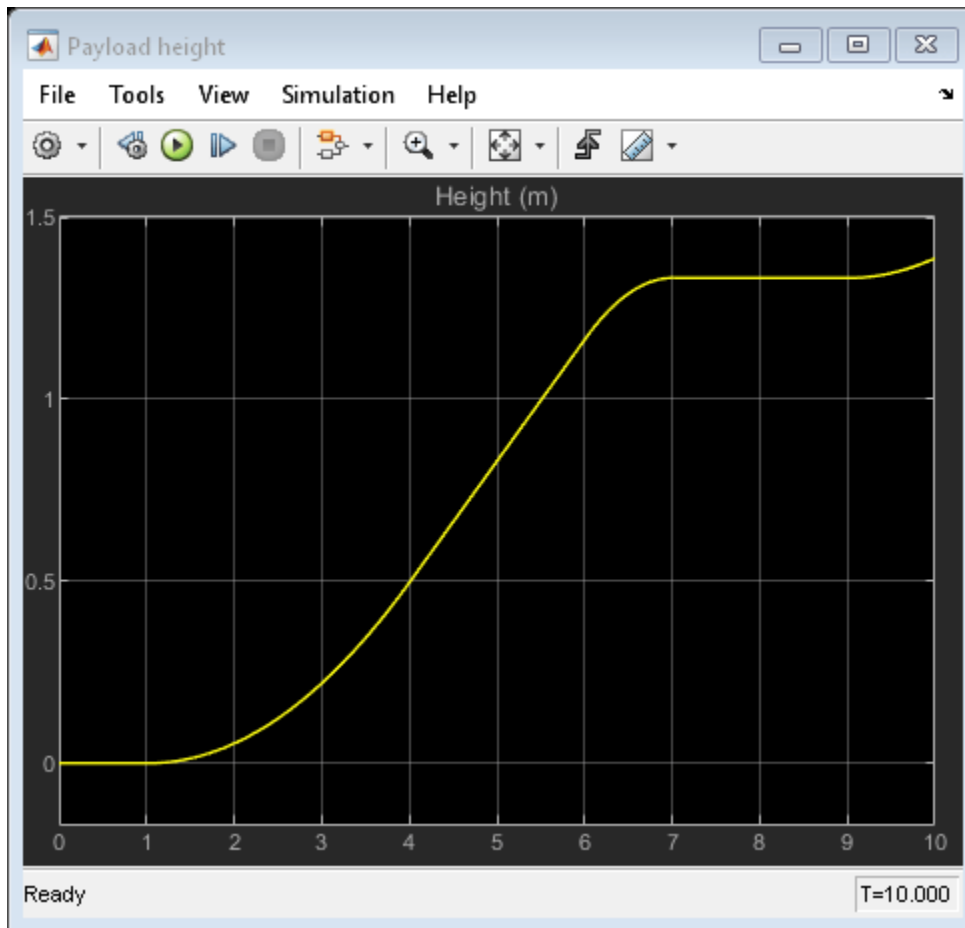 Payload height
File Tools View Simulation Help
Height (m)
1.5
1
0.5
0
0 1 2 3 4 5 6 7 8 9 10
Ready T=10.000